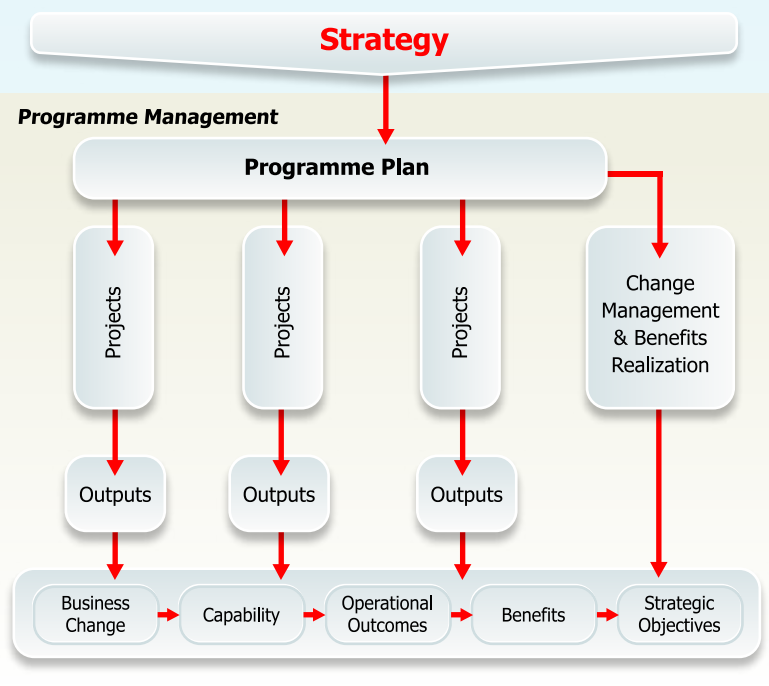 Strategy
Programme Management
Programme Plan
Projects
Projects
Projects
Change
Management
& Benefits
Realization
Outputs
Outputs
Outputs
Business
Change
Capability
Operational
Outcomes
Benefits
Strategic
Objectives